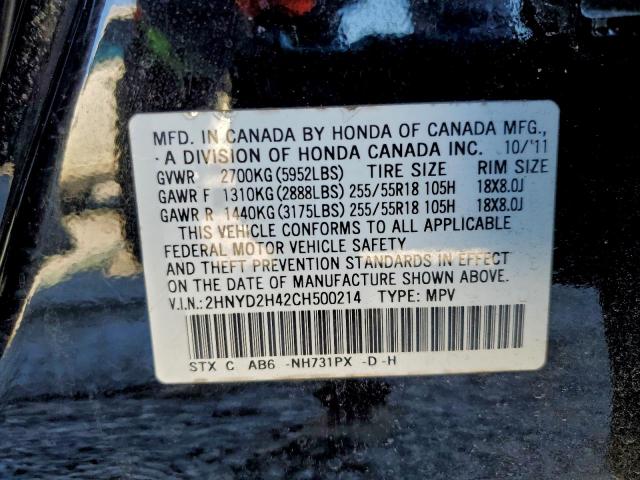 MFD. IN CANADA BY HONDA OF CANADA MFG.,
A DIVISION OF HONDA CANADA INC. 10/'11
GVWR 2700KG(5952LBS) TIRE SIZE RIM SIZE
GAWR F 1310KG(2888LBS) 255/55R18 105H 18X8.0J
GAWR R 1440KG(3175LBS) 255/55R18 105H 18X8.0J
THIS VEHICLE CONFORMS TO ALL APPLICABLE
FEDERAL MOTOR VEHICLE SAFETY
AND THEFT PREVENTION STANDARDS IN EFFECT
ON THE DATE OF MANUFACTURE SHOWN ABOVE.
V.I.N.:2HNYD2H42CH500214 TYPE: MPV
STX C AB6 -NH731PX -D-H